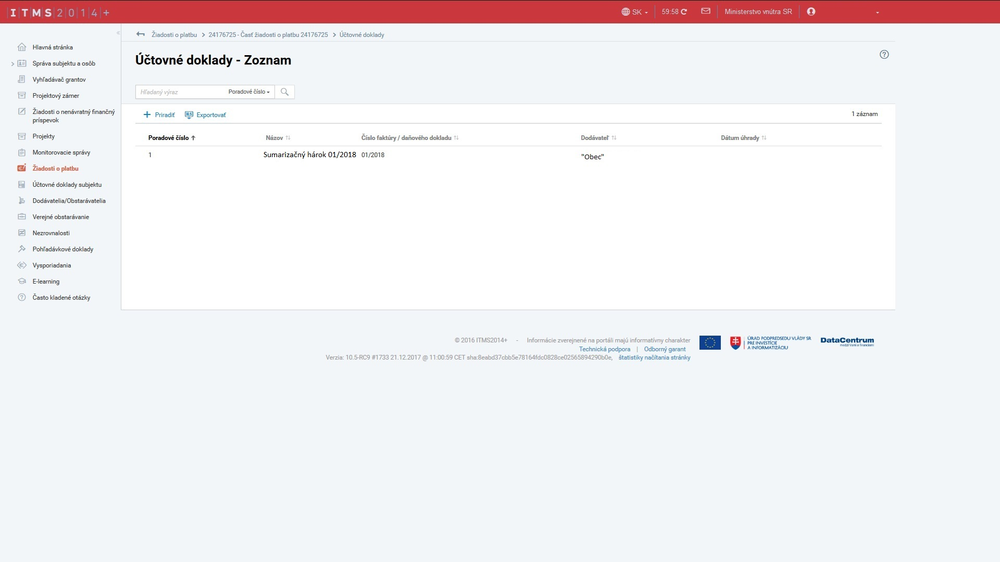 ITMS2014+
SK
59:58
Ministerstvo vnútra SR
Žiadosti o platbu
24176725 - Časť žiadosti o platbu 24176725
Účtovné doklady
Hlavná stránka
Správa subjektu a osôb
Vyhľadávač grantov
Projektový zámer
Žiadosti o nenávratný finančný
príspevok
Projekty
Monitorovacie správy
Žiadosti o platbu
Účtovné doklady subjektu
Dodávatelia/Obstarávatelia
Verejné obstarávanie
Nezrovnalosti
Pohľadávkové doklady
Vysporiadania
E-learning
Často kladené otázky
Účtovné doklady - Zoznam
Hľadaný výraz
Poradové číslo
Priradiť
XLS
Exportovať
1 záznam
Poradové číslo
Názov
Číslo faktúry / daňového dokladu
Dodávateľ
Dátum úhrady
1
Sumarizačný hárok 01/2018
01/2018
"Obec"
© 2016 ITMS2014+ - Informácie zverejnené na portáli majú informatívny charakter
Technická podpora | Odborný garant
Verzia: 10.5-RC9 #1733 21.12.2017 @ 11:00:59 CET sha:8eabd37cbb5e78164fdc0828ce02565894290b0e, štatistiky načítania stránky
ÚRAD PODPREDSEDU VLÁDY SR
PRE INVESTÍCIE
A INFORMATIZÁCIU
DataCentrum
medzi Vami a financiami